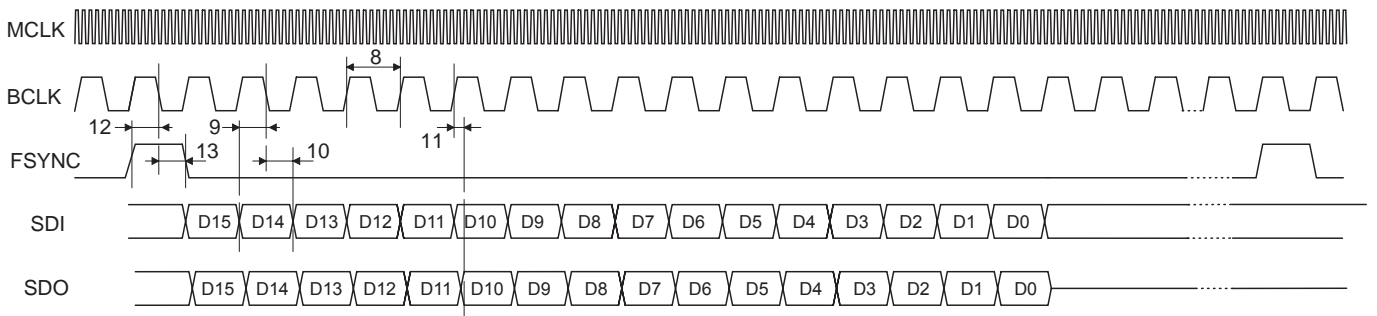 MCLK
8
BCLK
12 9 11
13 10
FSYNC
SDI D15 D14 D13 D12 D11 D10 D9 D8 D7 D6 D5 D4 D3 D2 D1 D0
SDO D15 D14 D13 D12 D11 D10 D9 D8 D7 D6 D5 D4 D3 D2 D1 D0